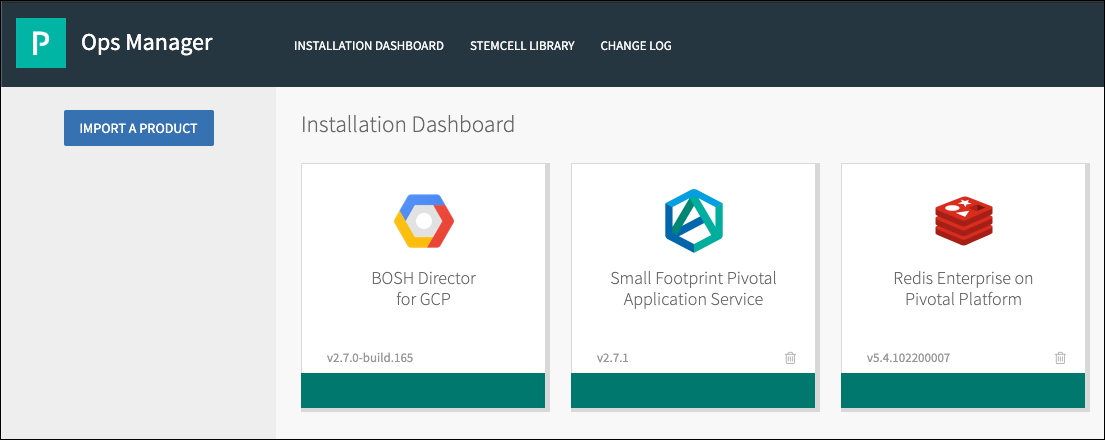 P
Ops Manager
INSTALLATION DASHBOARD
STEMCELL LIBRARY
CHANGE LOG
IMPORT A PRODUCT
Installation Dashboard
BOSH Director
for GCP
v2.7.0-build.165
Small Footprint Pivotal
Application Service
v2.7.1
Redis Enterprise on
Pivotal Platform
v5.4.102200007